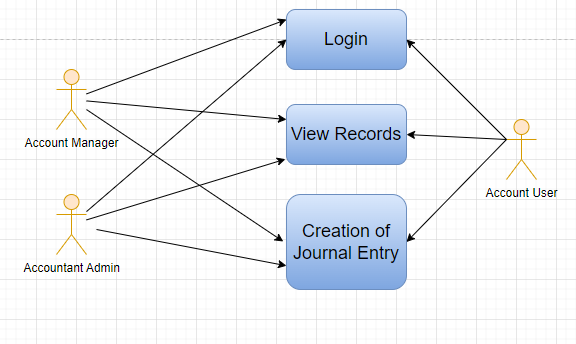 Login
Account Manager
View Records
Account User
Creation of
Journal Entry
Accountant Admin